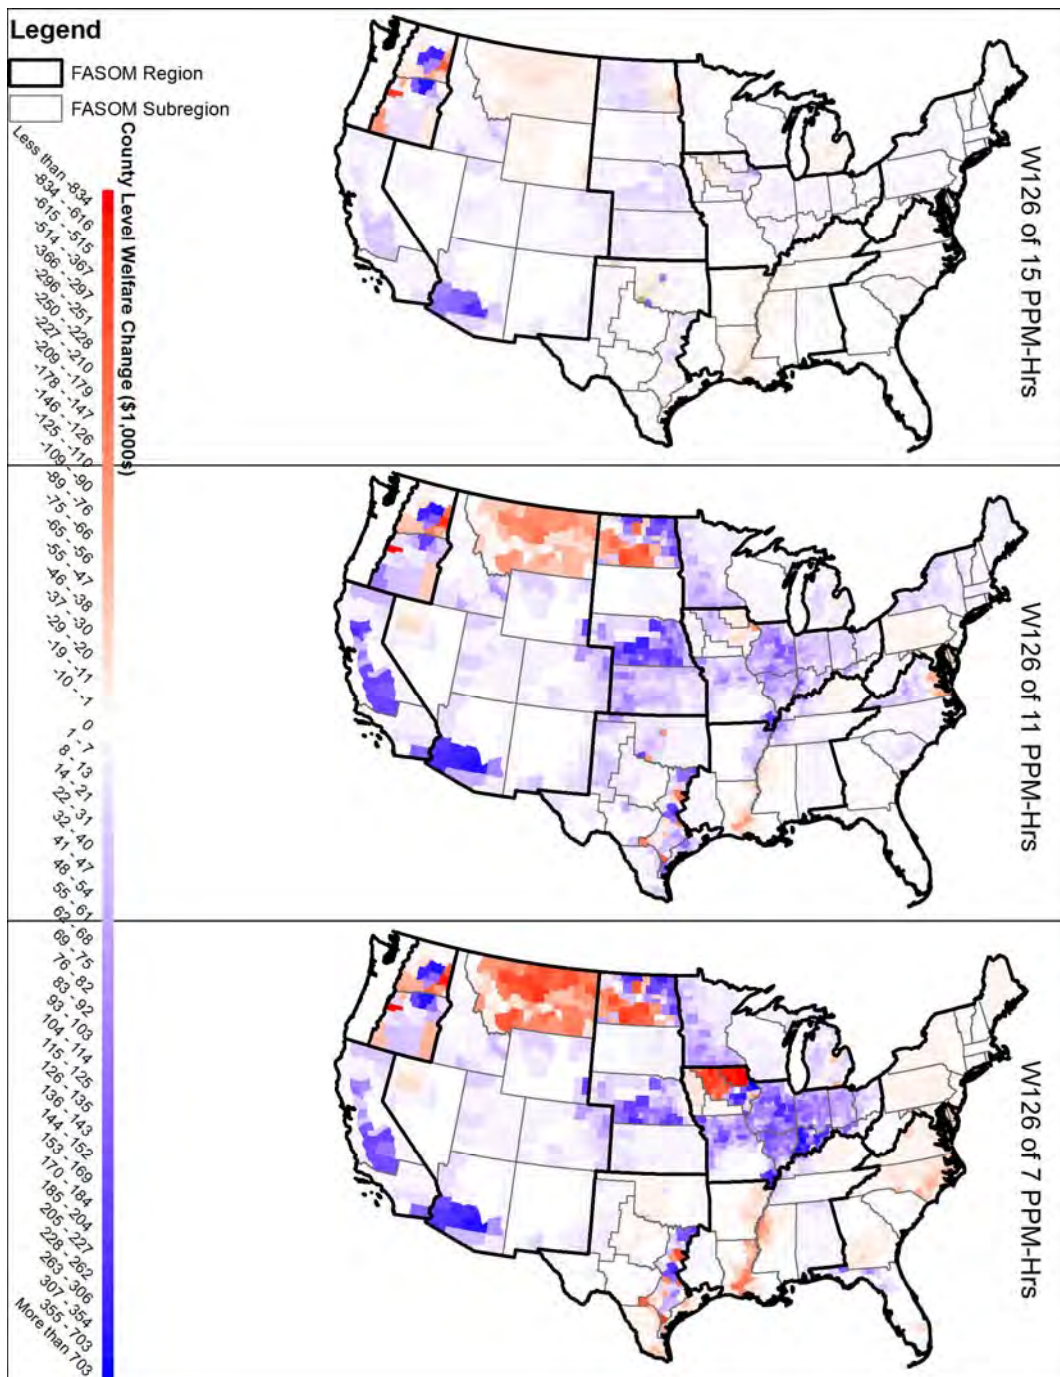 Legend
FASOM Region
FASOM Subregion
County Level Welfare Change ($1,000s)
Less than -834
-834 - -616
-615 - -515
-514 - -367
-366 - -297
-296 - -251
-250 - -228
-227 - -210
-209 - -179
-178 - -147
-146 - -126
-125 - -110
-109 - -90
-89 - -76
-75 - -66
-65 - -56
-55 - -47
-46 - -38
-37 - -30
-29 - -20
-19 - -11
-10 - -1
0
1 - 7
8 - 13
14 - 21
22 - 31
32 - 40
41 - 47
48 - 54
55 - 61
62 - 68
69 - 75
76 - 82
83 - 92
93 - 103
104 - 114
115 - 125
126 - 135
136 - 143
144 - 152
153 - 169
170 - 184
185 - 204
205 - 227
228 - 262
263 - 306
307 - 354
355 - 703
More than 703
W126 of 15 PPM-Hrs
W126 of 11 PPM-Hrs
W126 of 7 PPM-Hrs